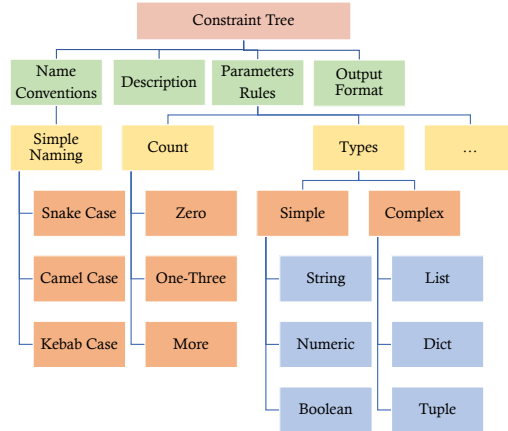 Constraint Tree
Name
Conventions
Description
Parameters
Rules
Output
Format
Simple
Naming
Count
Types
...
Snake Case
Zero
Simple
Complex
Camel Case
One-Three
String
List
Kebab Case
More
Numeric
Dict
Boolean
Tuple